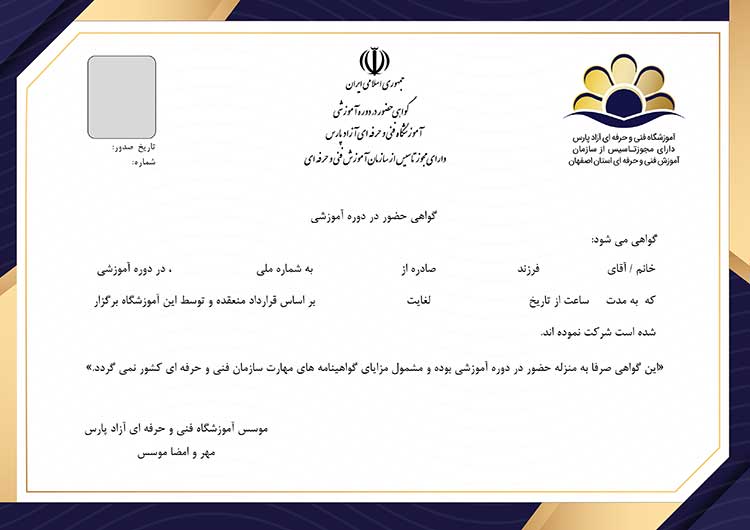 جمهوری اسلامی ایران
گواهی حضور در دوره آموزشی
آموزشگاه فنی و حرفه ای آزاد پارس
دارای مجوز تاسیس از سازمان آموزش فنی و حرفه ای
آموزشگاه فنی و حرفه ای آزاد پارس
دارای مجوزتاسیس از سازمان
آموزش فنی و حرفه ای استان اصفهان
تاریخ صدور:
شماره:
گواهی حضور در دوره آموزشی
گواهی می شود:
خانم / آقای فرزند صادره از به شماره ملی ، در دوره آموزشی
که به مدت ساعت از تاریخ لغایت بر اساس قرارداد منعقده و توسط این آموزشگاه برگزار
شده است شرکت نموده اند.
«این گواهی صرفا به منزله حضور در دوره آموزشی بوده و مشمول مزایای گواهینامه های مهارت سازمان فنی و حرفه ای کشور نمی گردد.»
موسس آموزشگاه فنی و حرفه ای آزاد پارس
مهر و امضا موسس